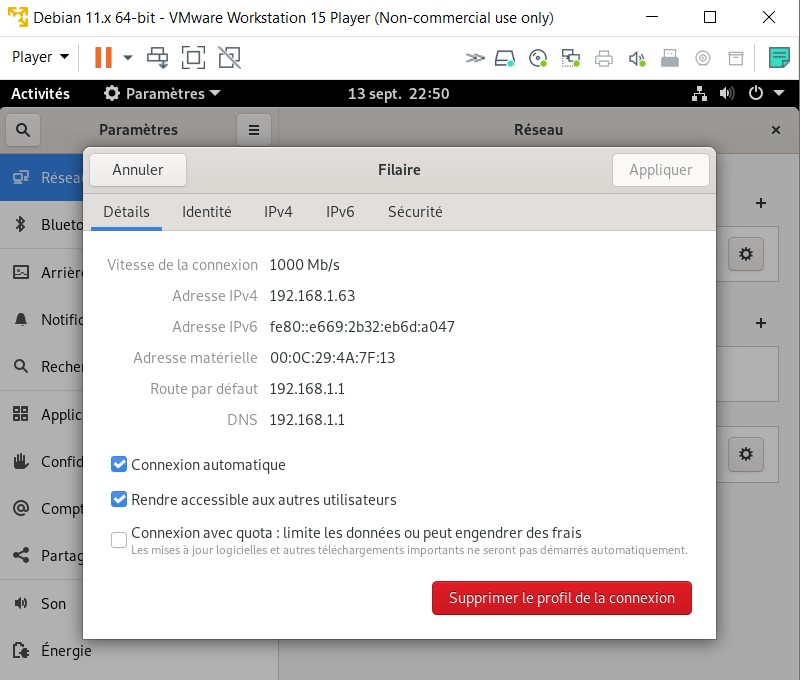 Debian 11.x 64-bit - VMware Workstation 15 Player (Non-commercial use only)
Player
Activités Paramètres 13 sept. 22:50
Paramètres Réseau
Annuler Filaire Appliquer
Détails Identité IPv4 IPv6 Sécurité
Vitesse de la connexion 1000 Mb/s
Adresse IPv4 192.168.1.63
Adresse IPv6 fe80::e669:2b32:eb6d:a047
Adresse matérielle 00:0C:29:4A:7F:13
Route par défaut 192.168.1.1
DNS 192.168.1.1
Connexion automatique
Rendre accessible aux autres utilisateurs
Connexion avec quota : limite les données ou peut engendrer des frais
Les mises à jour logicielles et autres téléchargements importants ne seront pas démarrés automatiquement.
Supprimer le profil de la connexion
Réseau
Blueto
Arrièr
Notific
Recher
Applic
Confid
Compt
Partag
Son
Énergie